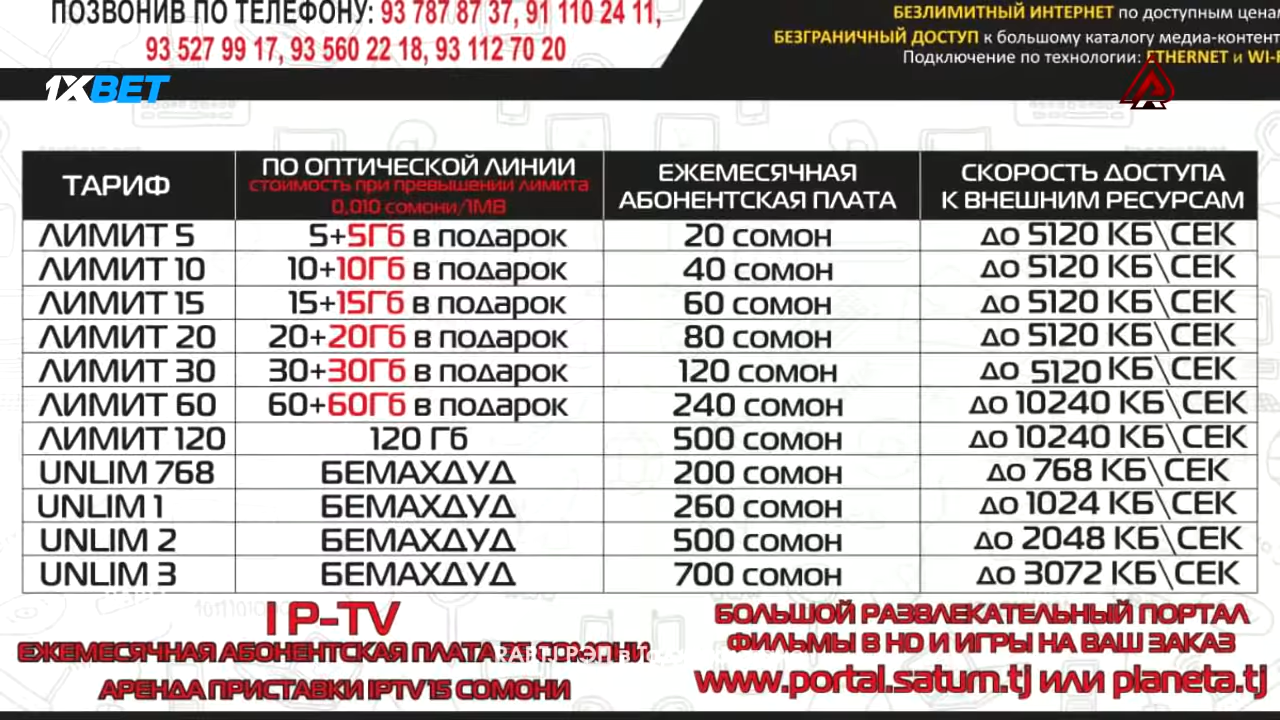 ПОЗВОНИВ ПО ТЕЛЕФОНУ: 93 787 87 37, 91 110 24 11,
93 527 99 17, 93 560 22 18, 93 112 70 20
БЕЗЛИМИТНЫЙ ИНТЕРНЕТ по доступным ценам
БЕЗГРАНИЧНЫЙ ДОСТУП к большому каталогу медиа-контент
Подключение по технологии: ETHERNET и WI-F
1XBET
ТАРИФ ПО ОПТИЧЕСКОЙ ЛИНИИ стоимость при превышении лимита 0,010 сомони/1МВ ЕЖЕМЕСЯЧНАЯ АБОНЕНТСКАЯ ПЛАТА СКОРОСТЬ ДОСТУПА К ВНЕШНИМ РЕСУРСАМ
ЛИМИТ 5 5+5Гб в подарок 20 сомон до 5120 КБ\СЕК
ЛИМИТ 10 10+10Гб в подарок 40 сомон до 5120 КБ\СЕК
ЛИМИТ 15 15+15Гб в подарок 60 сомон до 5120 КБ\СЕК
ЛИМИТ 20 20+20Гб в подарок 80 сомон до 5120 КБ\СЕК
ЛИМИТ 30 30+30Гб в подарок 120 сомон до 5120 КБ\СЕК
ЛИМИТ 60 60+60Гб в подарок 240 сомон до 10240 КБ\СЕК
ЛИМИТ 120 120 Гб 500 сомон до 10240 КБ\СЕК
UNLIM 768 БЕМАХДУД 200 сомон до 768 КБ\СЕК
UNLIM 1 БЕМАХДУД 260 сомон до 1024 КБ\СЕК
UNLIM 2 БЕМАХДУД 500 сомон до 2048 КБ\СЕК
UNLIM 3 БЕМАХДУД 700 сомон до 3072 КБ\СЕК
IP-TV
ЕЖЕМЕСЯЧНАЯ АБОНЕНТСКАЯ ПЛАТА
АРЕНДА ПРИСТАВКИ IPTV 15 СОМОНИ
БОЛЬШОЙ РАЗВЛЕКАТЕЛЬНЫЙ ПОРТАЛ
ФИЛЬМЫ В HD И ИГРЫ НА ВАШ ЗАКАЗ
www.portal.saturn.tj или planeta.tj